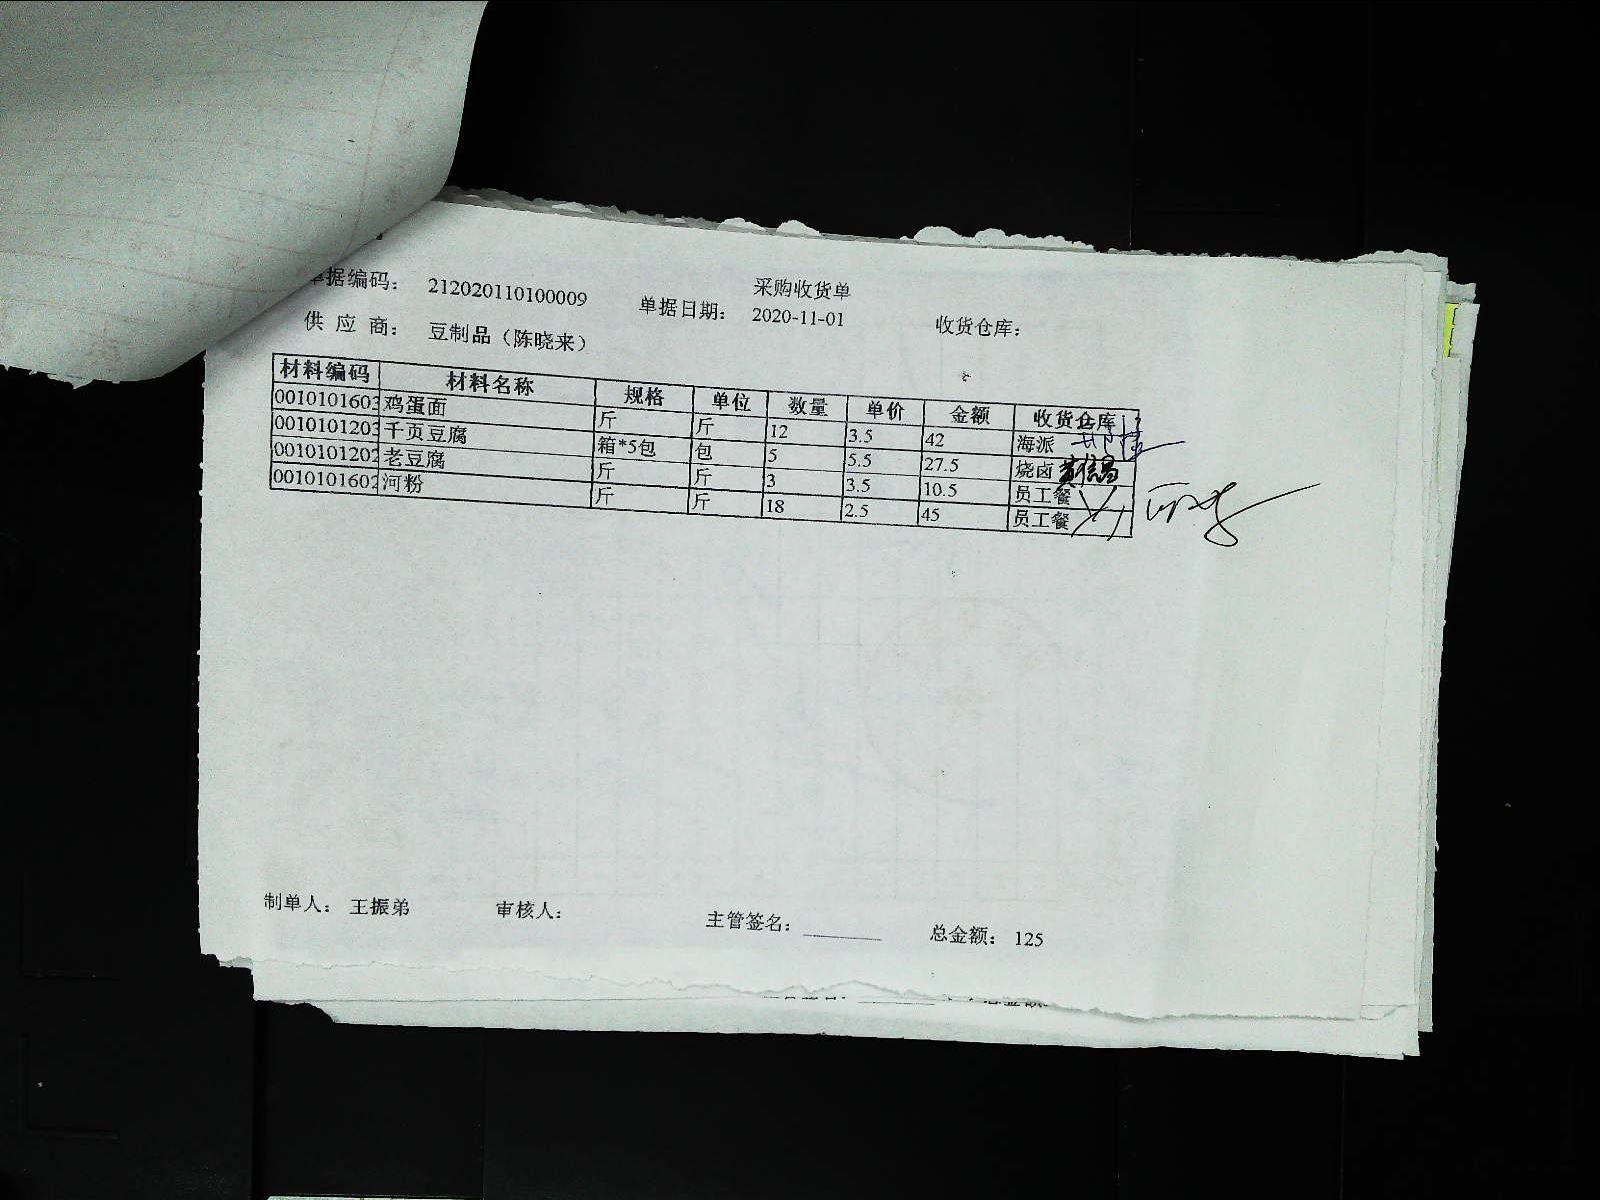 采购收货单
单据编码： 212020110100009 单据日期： 2020-11-01 收货仓库：
供 应 商： 豆制品（陈晓来）
材料编码 材料名称 规格 单位 数量 单价 金额 收货仓库
0010101603 鸡蛋面 斤 斤 12 3.5 42 海派
0010101203 千页豆腐 箱*5包 包 5 5.5 27.5 烧卤
0010101202 老豆腐 斤 斤 3 3.5 10.5 员工餐
0010101602 河粉 斤 斤 18 2.5 45 员工餐
制单人： 王振弟 审核人： 主管签名： 总金额： 125